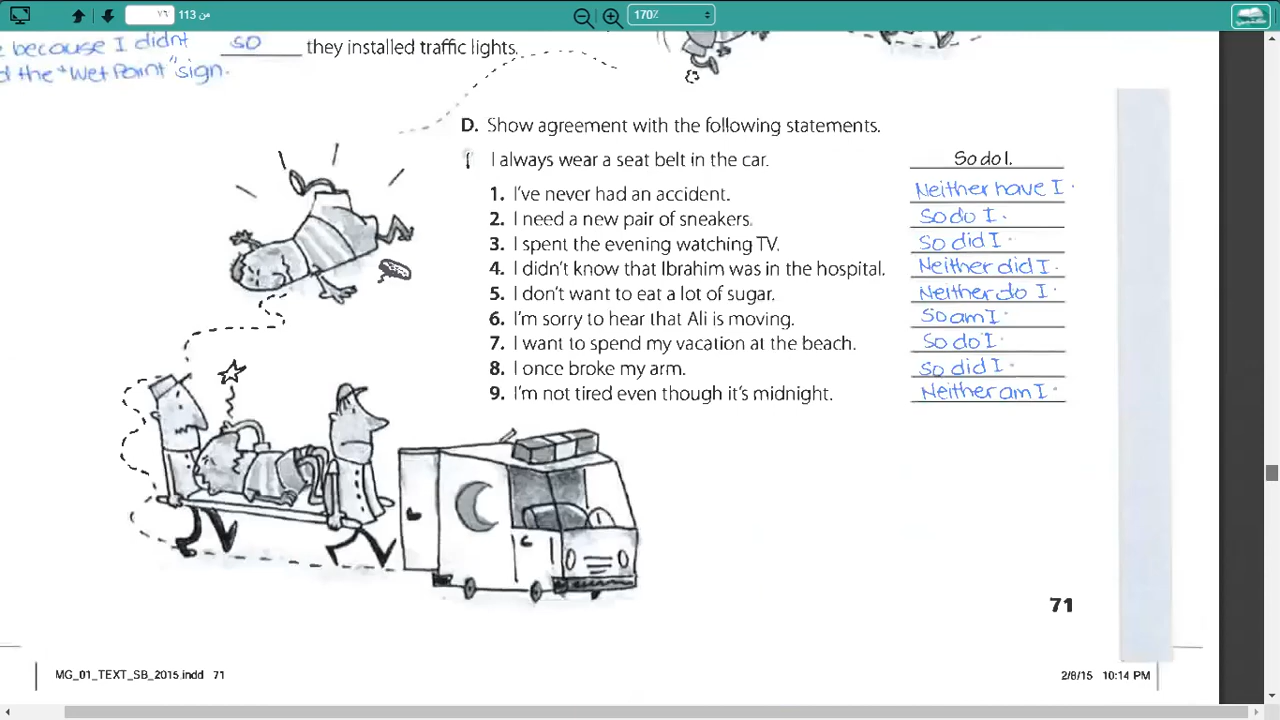 ٧٦ من 113
170٪
e because I didn't
d the "Wet Paint" sign.
so they installed traffic lights.
D. Show agreement with the following statements.
I always wear a seat belt in the car. So do I.
1. I've never had an accident. Neither have I.
2. I need a new pair of sneakers. So do I.
3. I spent the evening watching TV. So did I.
4. I didn't know that Ibrahim was in the hospital. Neither did I.
5. I don't want to eat a lot of sugar. Neither do I.
6. I'm sorry to hear that Ali is moving. So am I.
7. I want to spend my vacation at the beach. So do I.
8. I once broke my arm. So did I.
9. I'm not tired even though it's midnight. Neither am I.
71
MG_01_TEXT_SB_2015.indd 71
2/8/15 10:14 PM